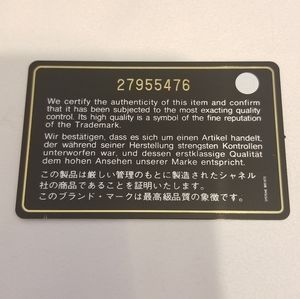 27955476
We certify the authenticity of this item and confirm
that it has been subjected to the most exacting quality
control. Its high quality is a symbol of the fine reputation
of the Trademark.
Wir bestätigen, dass es sich um einen Artikel handelt,
der während seiner Herstellung strengsten Kontrollen
unterworfen war, und dessen erstklassige Qualität
dem hohen Ansehen unserer Marke entspricht.
この製品は厳しい管理のもとに製造されたシャネル
社の商品であることを証明いたします。
このブランド・マークは最高級品質の象徴です。